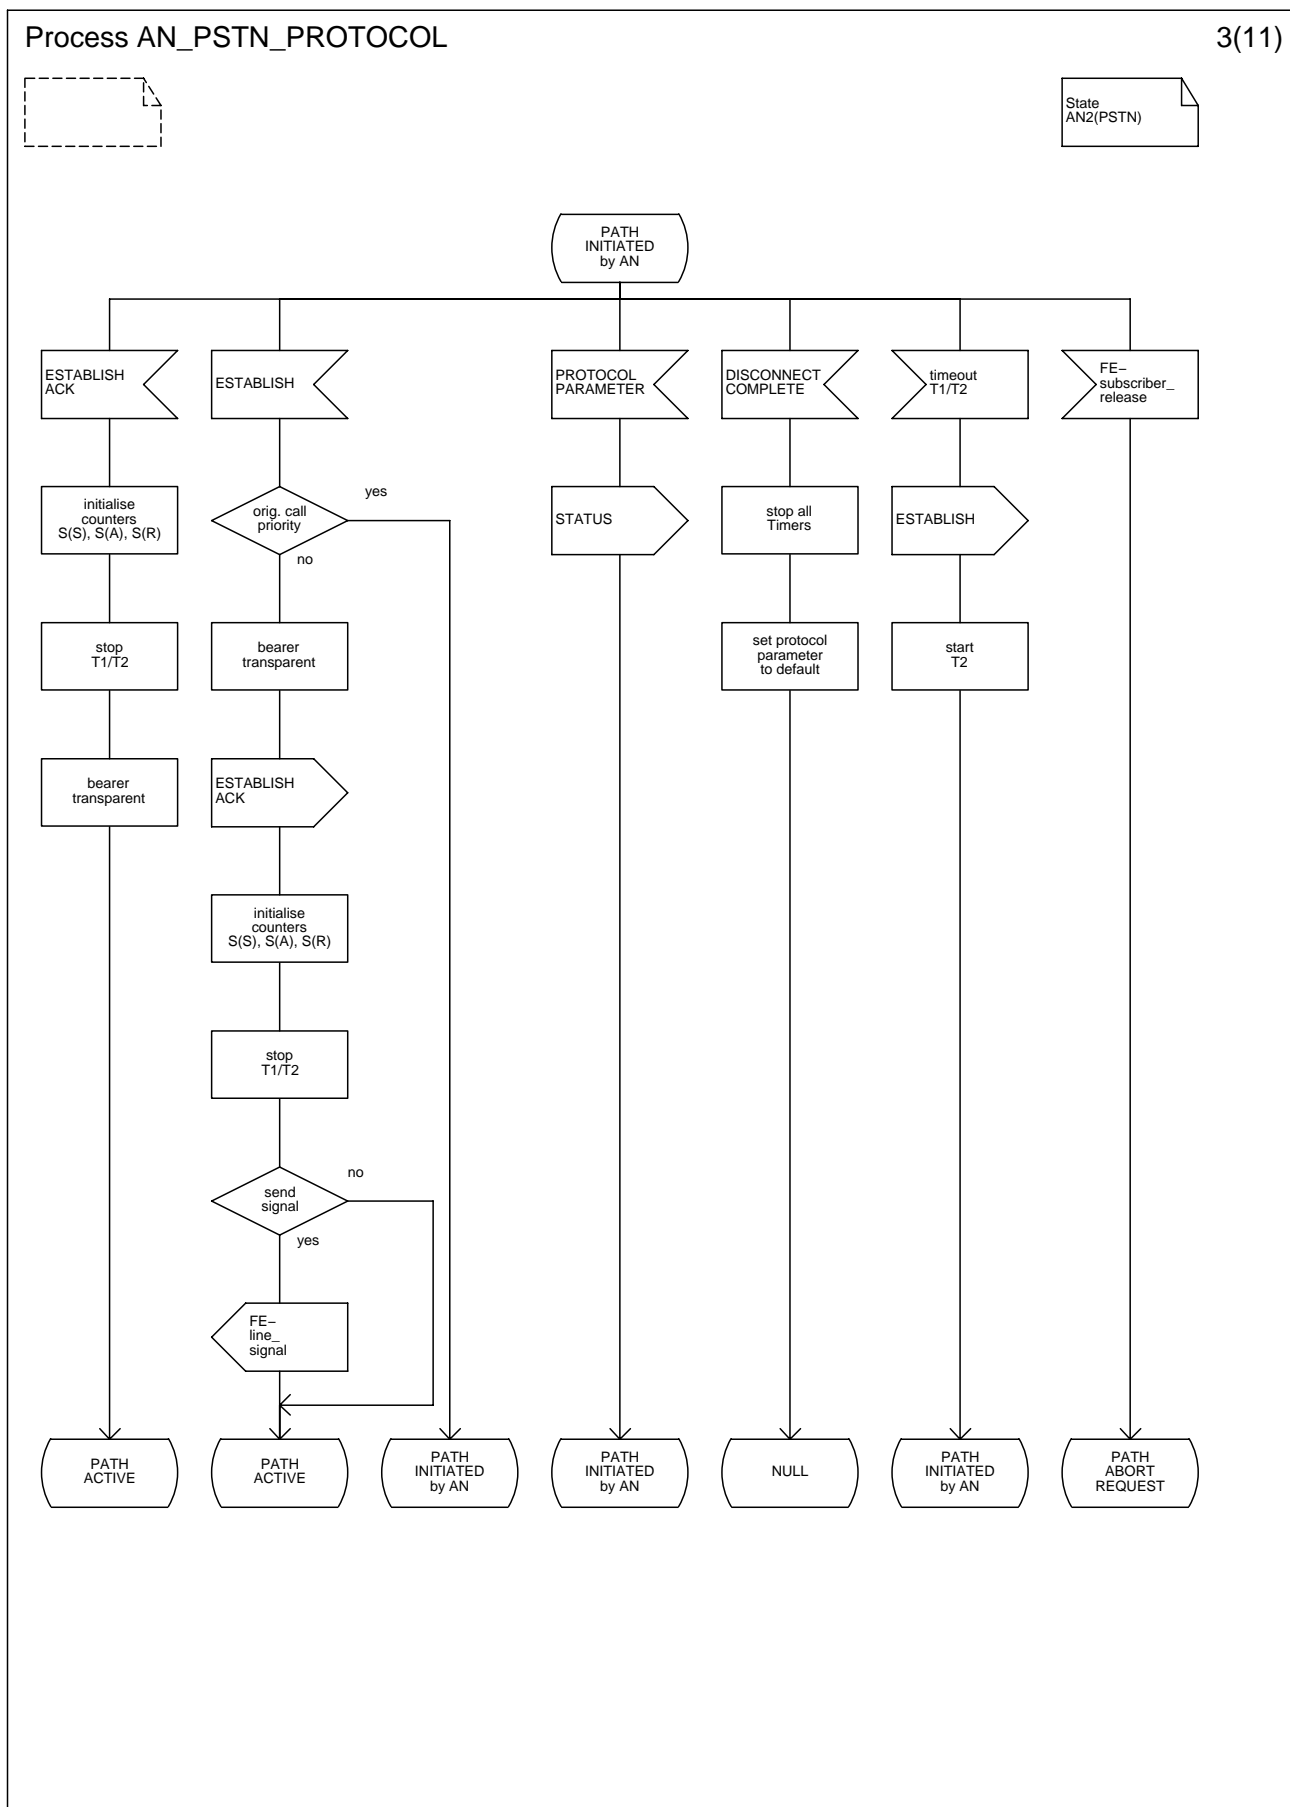 Process AN_PSTN_PROTOCOL
3(11)
State
AN2(PSTN)
PATH
INITIATED
by AN
ESTABLISH
ACK
ESTABLISH
PROTOCOL
PARAMETER
DISCONNECT
COMPLETE
timeout
T1/T2
FE–
subscriber_
release
initialise
counters
S(S), S(A), S(R)
orig. call
priority
yes
no
STATUS
stop all
Timers
ESTABLISH
stop
T1/T2
bearer
transparent
set protocol
parameter
to default
start
T2
bearer
transparent
ESTABLISH
ACK
initialise
counters
S(S), S(A), S(R)
stop
T1/T2
send
signal
no
yes
FE–
line_
signal
PATH
ACTIVE
PATH
ACTIVE
PATH
INITIATED
by AN
PATH
INITIATED
by AN
NULL
PATH
INITIATED
by AN
PATH
ABORT
REQUEST